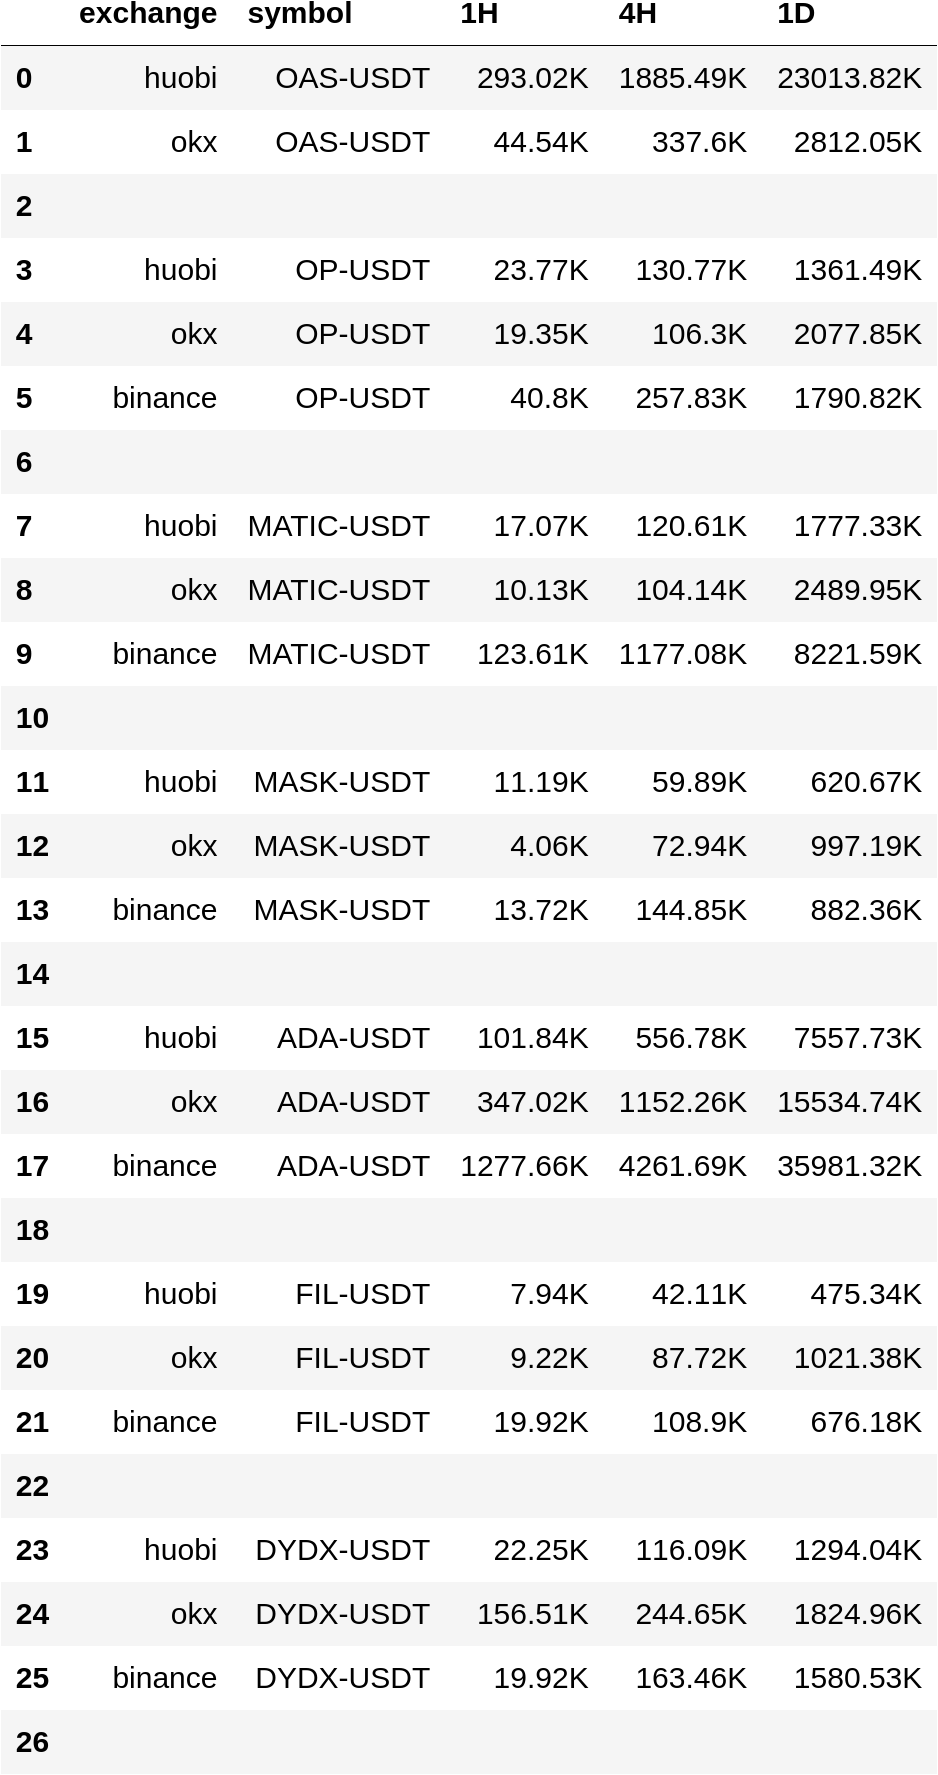 exchange symbol 1H 4H 1D
0 huobi OAS-USDT 293.02K 1885.49K 23013.82K
1 okx OAS-USDT 44.54K 337.6K 2812.05K
2
3 huobi OP-USDT 23.77K 130.77K 1361.49K
4 okx OP-USDT 19.35K 106.3K 2077.85K
5 binance OP-USDT 40.8K 257.83K 1790.82K
6
7 huobi MATIC-USDT 17.07K 120.61K 1777.33K
8 okx MATIC-USDT 10.13K 104.14K 2489.95K
9 binance MATIC-USDT 123.61K 1177.08K 8221.59K
10
11 huobi MASK-USDT 11.19K 59.89K 620.67K
12 okx MASK-USDT 4.06K 72.94K 997.19K
13 binance MASK-USDT 13.72K 144.85K 882.36K
14
15 huobi ADA-USDT 101.84K 556.78K 7557.73K
16 okx ADA-USDT 347.02K 1152.26K 15534.74K
17 binance ADA-USDT 1277.66K 4261.69K 35981.32K
18
19 huobi FIL-USDT 7.94K 42.11K 475.34K
20 okx FIL-USDT 9.22K 87.72K 1021.38K
21 binance FIL-USDT 19.92K 108.9K 676.18K
22
23 huobi DYDX-USDT 22.25K 116.09K 1294.04K
24 okx DYDX-USDT 156.51K 244.65K 1824.96K
25 binance DYDX-USDT 19.92K 163.46K 1580.53K
26